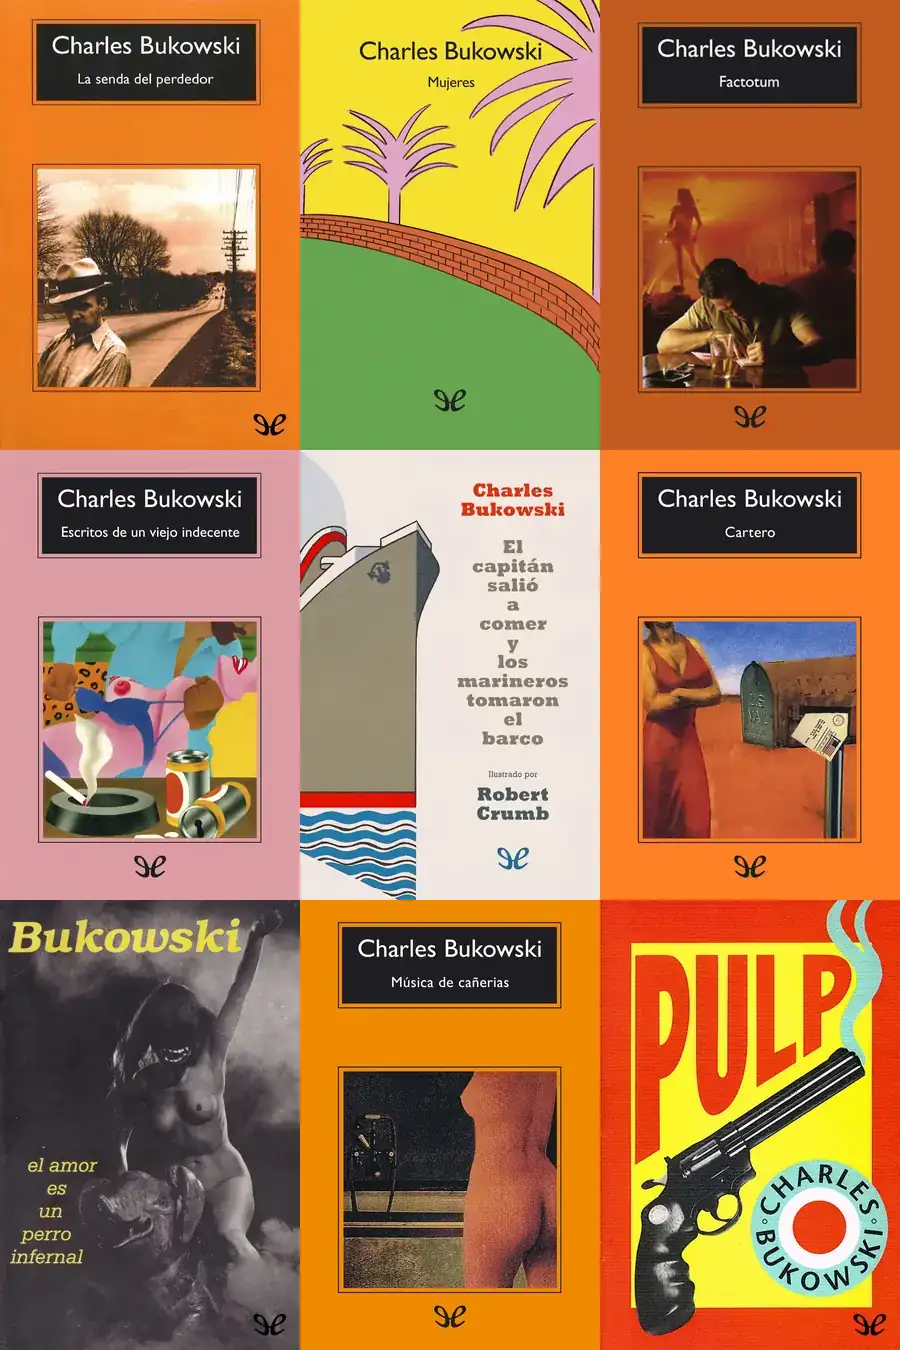 Charles Bukowski
La senda del perdedor
Charles Bukowski
Mujeres
Charles Bukowski
Factotum
Charles Bukowski
Escritos de un viejo indecente
Charles
Bukowski
El
capitán
salió
a
comer
y
los
marineros
tomaron
el
barco
Ilustrado por
Robert
Crumb
Charles Bukowski
Cartero
Bukowski
el amor
es
un
perro
infernal
Charles Bukowski
Música de cañerias
PULP
CHARLES
BUKOWSKI